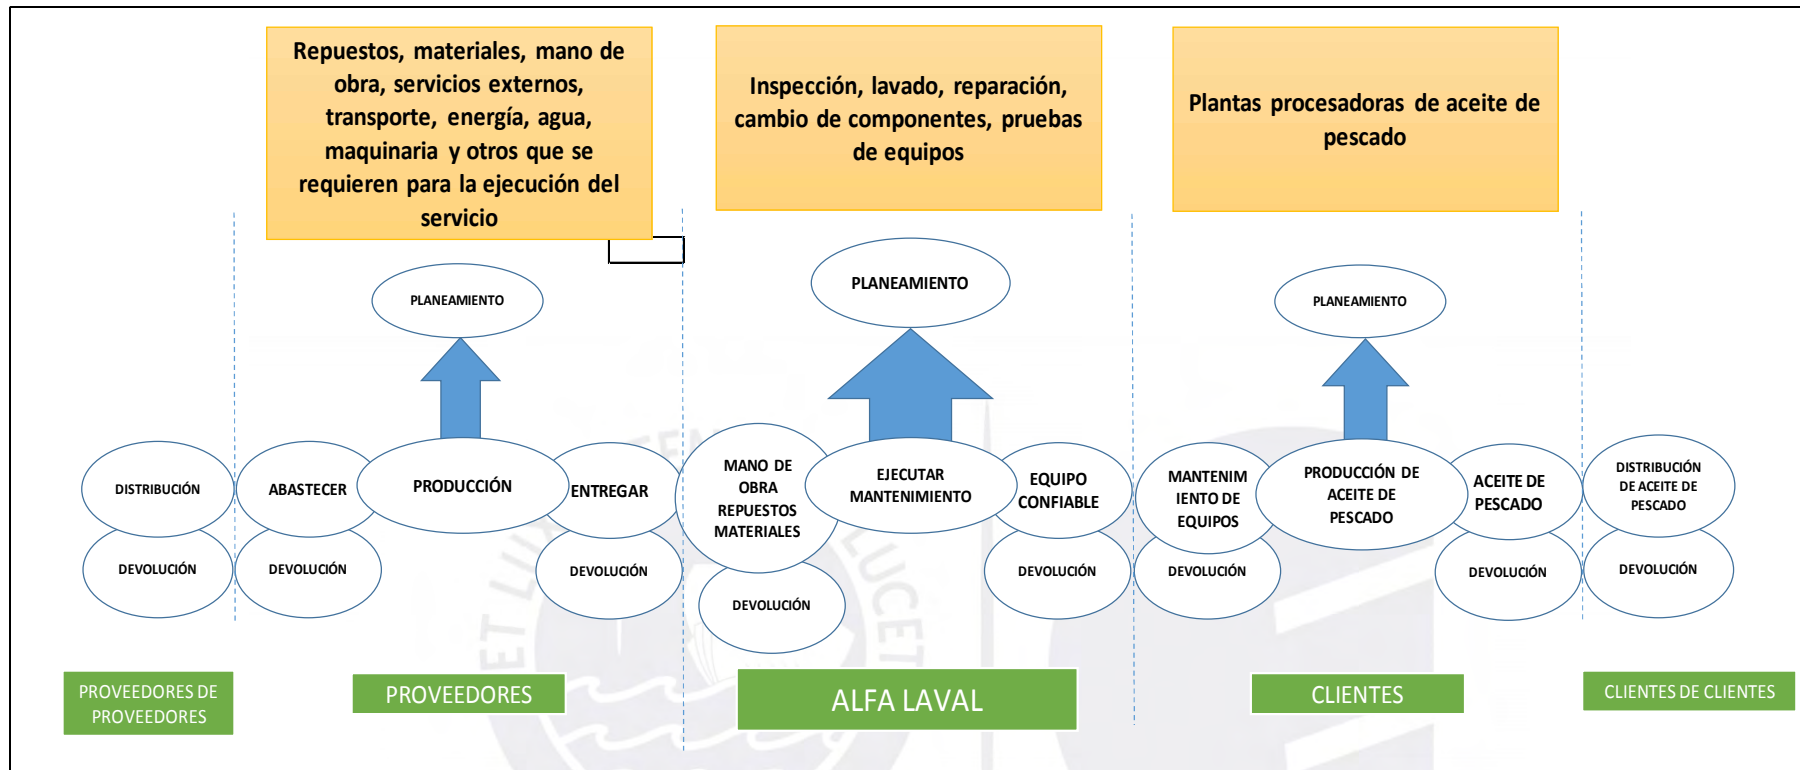 Repuestos, materiales, mano de
obra, servicios externos,
transporte, energía, agua,
maquinaria y otros que se
requieren para la ejecución del
servicio
Inspección, lavado, reparación,
cambio de componentes, pruebas
de equipos
Plantas procesadoras de aceite de
pescado
PLANEAMIENTO
PLANEAMIENTO
PLANEAMIENTO
DISTRIBUCIÓN
ABASTECER
PRODUCCIÓN
ENTREGAR
MANO DE
OBRA
REPUESTOS
MATERIALES
EJECUTAR
MANTENIMIENTO
EQUIPO
CONFIABLE
MANTENIM
IENTO DE
EQUIPOS
PRODUCCIÓN DE
ACEITE DE
PESCADO
ACEITE DE
PESCADO
DISTRIBUCIÓN
DE ACEITE DE
PESCADO
DEVOLUCIÓN
DEVOLUCIÓN
DEVOLUCIÓN
DEVOLUCIÓN
DEVOLUCIÓN
DEVOLUCIÓN
DEVOLUCIÓN
DEVOLUCIÓN
ET LUX
LUCET
PROVEEDORES DE
PROVEEDORES
PROVEEDORES
ALFA LAVAL
CLIENTES
CLIENTES DE CLIENTES